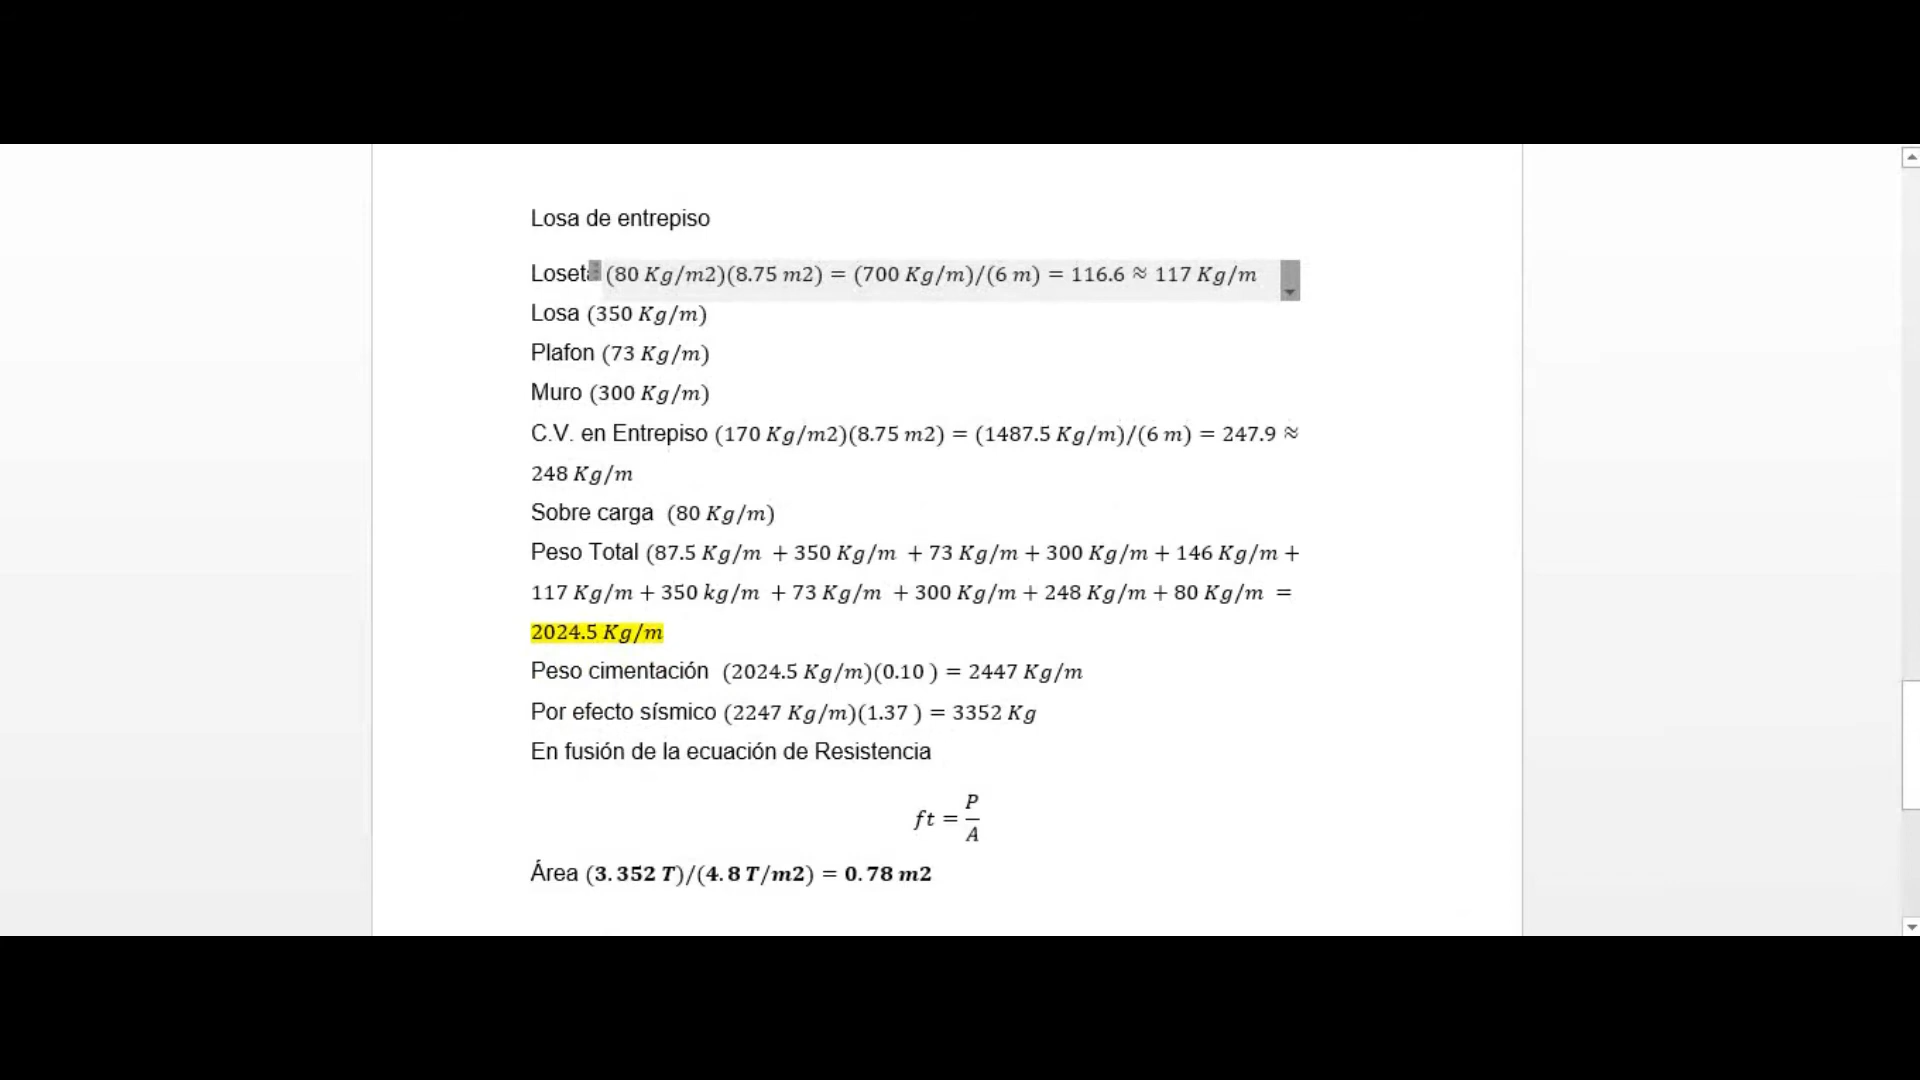 Losa de entrepiso
Loseta (80 Kg/m2)(8.75 m2) = (700 Kg/m)/(6 m) = 116.6 ≈ 117 Kg/m
Losa (350 Kg/m)
Plafon (73 Kg/m)
Muro (300 Kg/m)
C.V. en Entrepiso (170 Kg/m2)(8.75 m2) = (1487.5 Kg/m)/(6 m) = 247.9 ≈
248 Kg/m
Sobre carga (80 Kg/m)
Peso Total (87.5 Kg/m + 350 Kg/m + 73 Kg/m + 300 Kg/m + 146 Kg/m +
117 Kg/m + 350 kg/m + 73 Kg/m + 300 Kg/m + 248 Kg/m + 80 Kg/m =
2024.5 Kg/m
Peso cimentación (2024.5 Kg/m)(0.10 ) = 2447 Kg/m
Por efecto sísmico (2247 Kg/m)(1.37 ) = 3352 Kg
En fusión de la ecuación de Resistencia
ft = P/A
Área (3.352 T)/(4.8 T/m2) = 0.78 m2